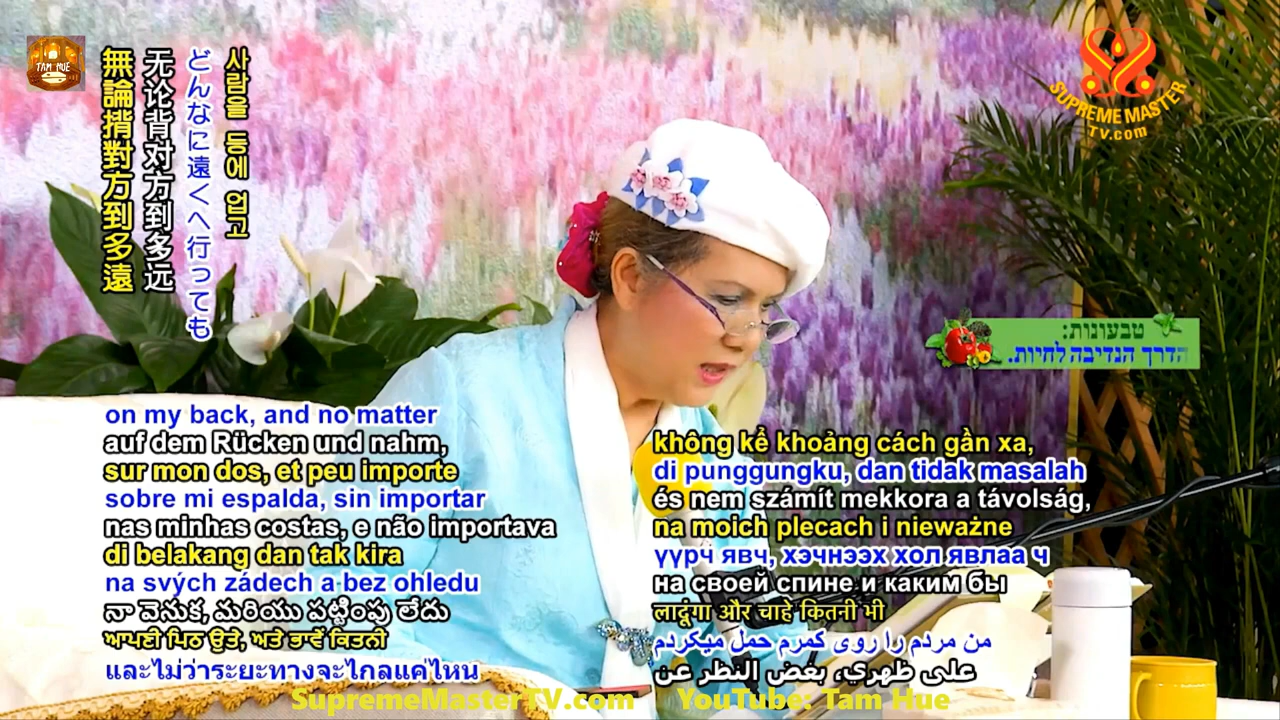 TAM HUE
無論揹對方到多遠
无论背对方到多远
どんなに遠くへ行っても
사람을 등에 업고
SUPREME MASTER
TV.com
טבעונות:
הדרך הנדיבה לחיות.
on my back, and no matter
auf dem Rücken und nahm,
sur mon dos, et peu importe
sobre mi espalda, sin importar
nas minhas costas, e não importava
di belakang dan tak kira
na svých zádech a bez ohledu
నా వెనుక, మరియు పట్టింపు లేదు
ਆਪਣੀ ਪਿਠ ਉਤੇ, ਅਤੇ ਭਾਵੇਂ ਕਿਤਨੀ
และไม่ว่าระยะทางจะไกลแค่ไหน
không kể khoảng cách gần xa,
di punggungku, dan tidak masalah
és nem számít mekkora a távolság,
na moich plecach i nieważne
үүрч явч, хэчнээх хол явлаа ч
на своей спине и каким бы
लादूंगा और चाहे कितनी भी
من مردم را روی کمرم حمل میکردم
على ظهري، بغض النظر عن
SupremeMasterTV.com
YouTube: Tam Hue